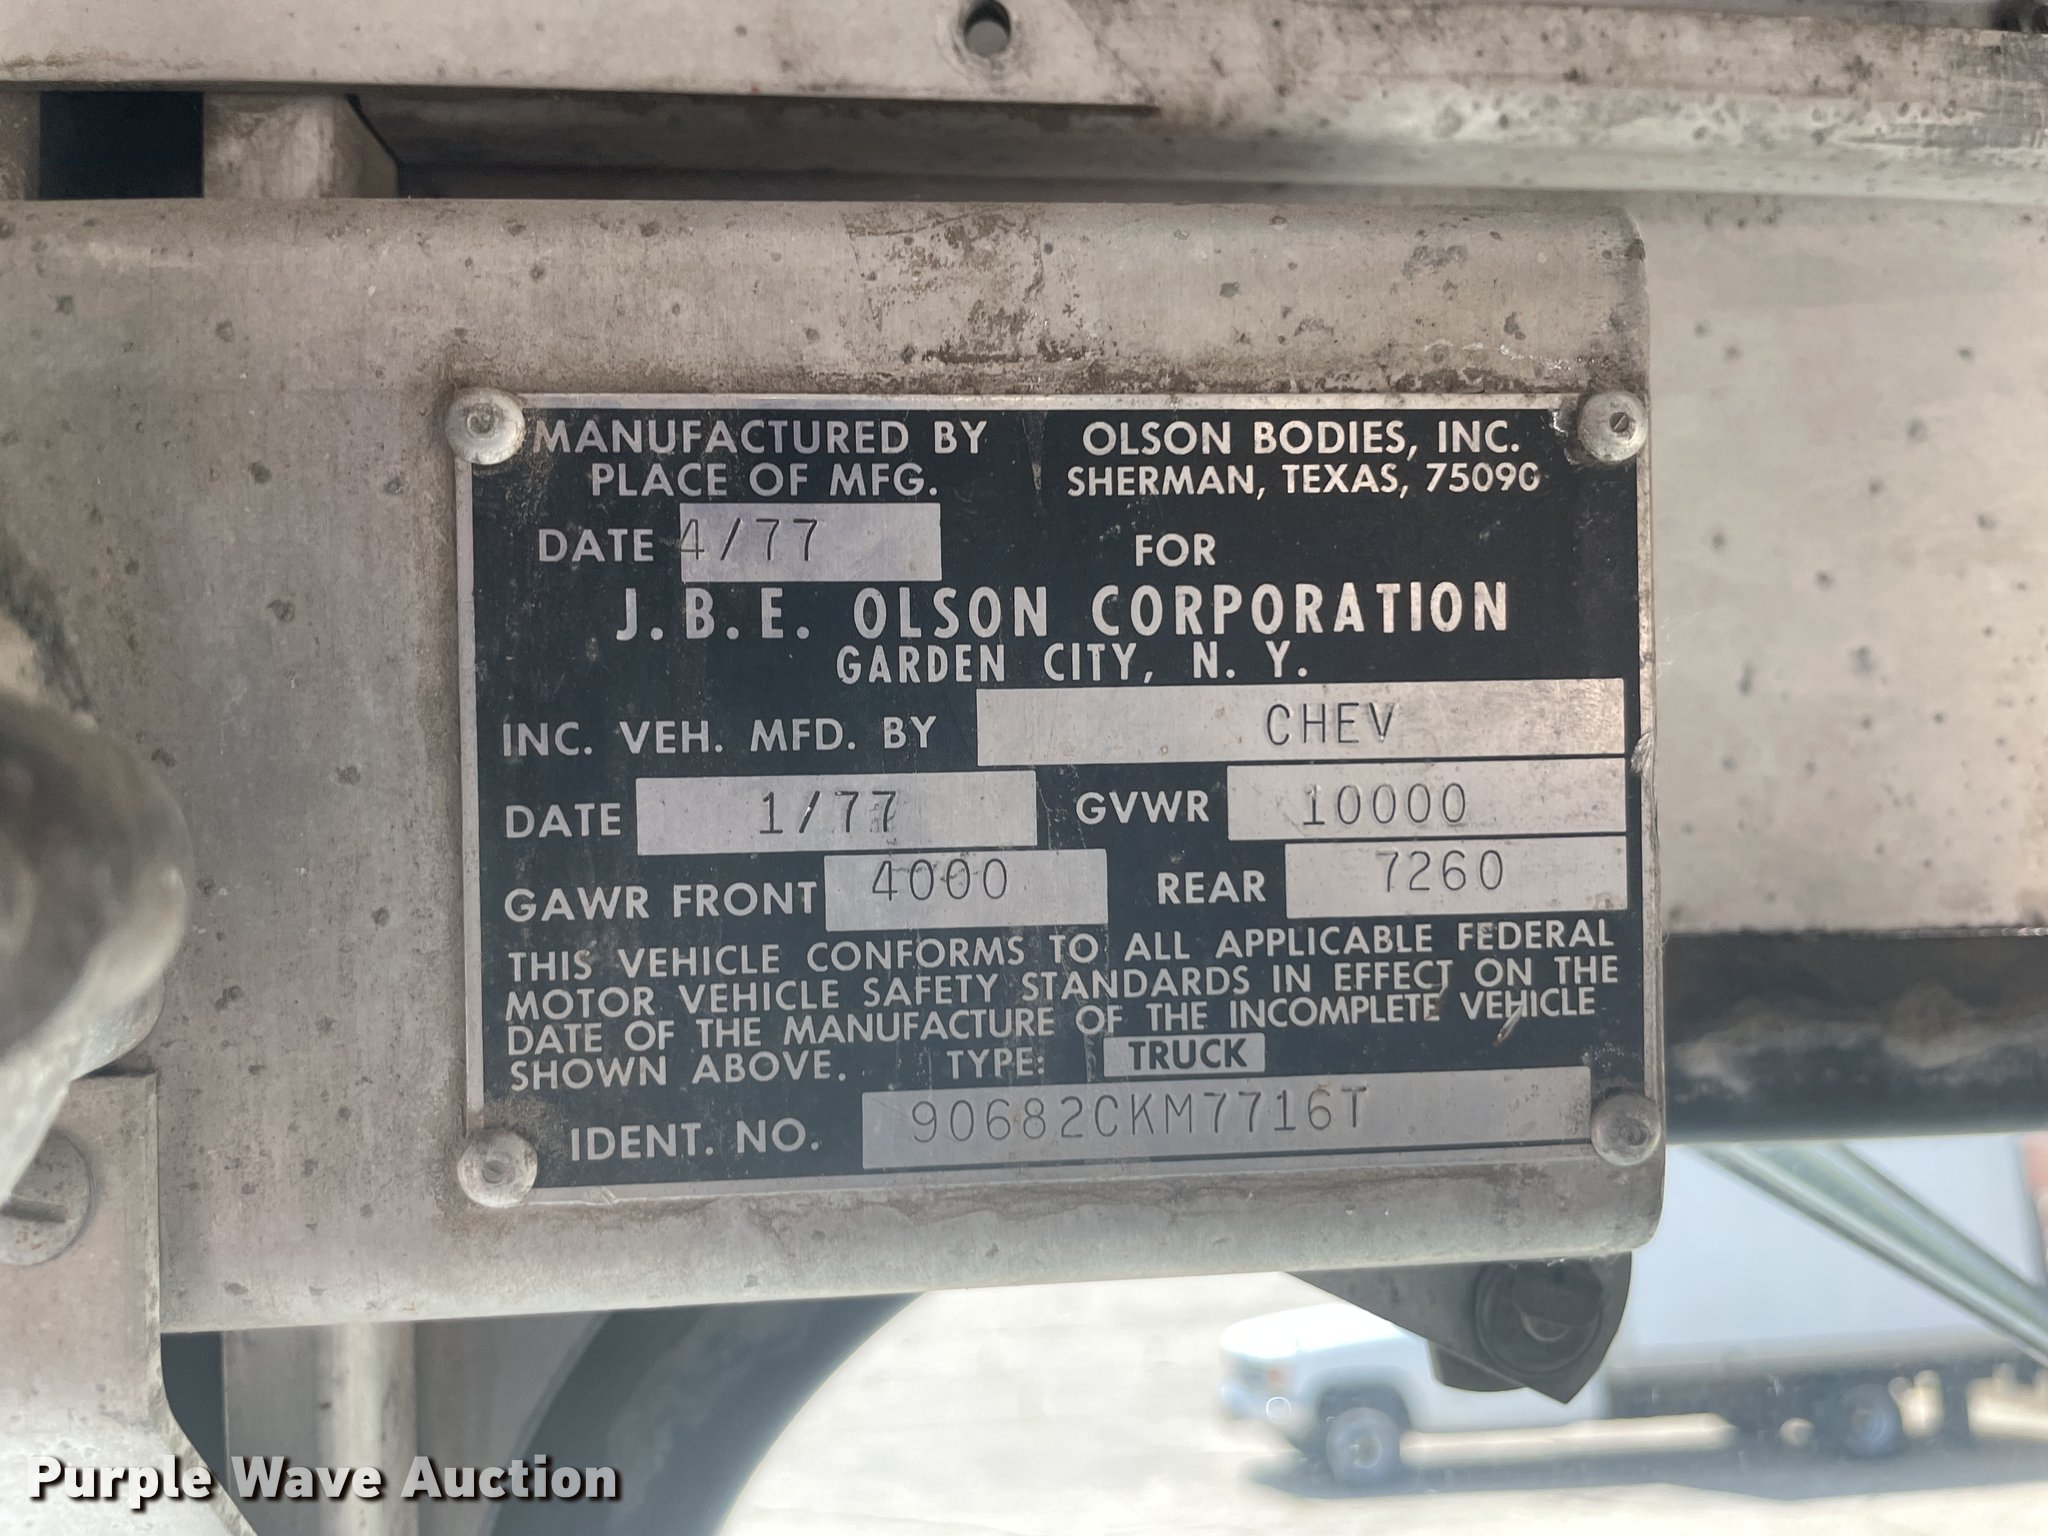 MANUFACTURED BY OLSON BODIES, INC.
PLACE OF MFG. SHERMAN, TEXAS, 75090
DATE 4/77 FOR
J.B.E. OLSON CORPORATION
GARDEN CITY, N. Y.
INC. VEH. MFD. BY CHEV
DATE 1/77 GVWR 10000
GAWR FRONT 4000 REAR 7260
THIS VEHICLE CONFORMS TO ALL APPLICABLE FEDERAL
MOTOR VEHICLE SAFETY STANDARDS IN EFFECT ON THE
DATE OF THE MANUFACTURE OF THE INCOMPLETE VEHICLE
SHOWN ABOVE. TYPE: TRUCK
IDENT. NO. 90682CKM7716T
Purple Wave Auction